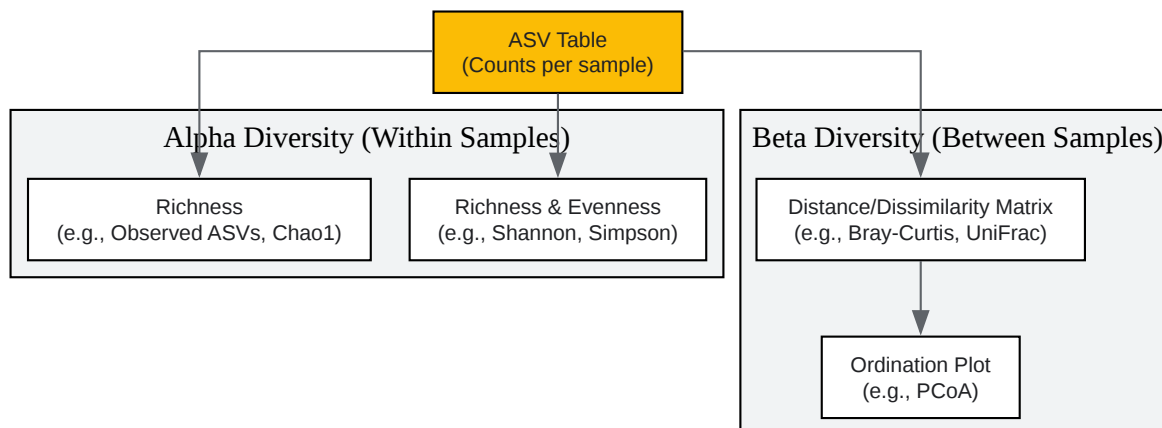 ASV Table
(Counts per sample)
Alpha Diversity (Within Samples)
Richness
(e.g., Observed ASVs, Chao1)
Richness & Evenness
(e.g., Shannon, Simpson)
Beta Diversity (Between Samples)
Distance/Dissimilarity Matrix
(e.g., Bray-Curtis, UniFrac)
Ordination Plot
(e.g., PCoA)